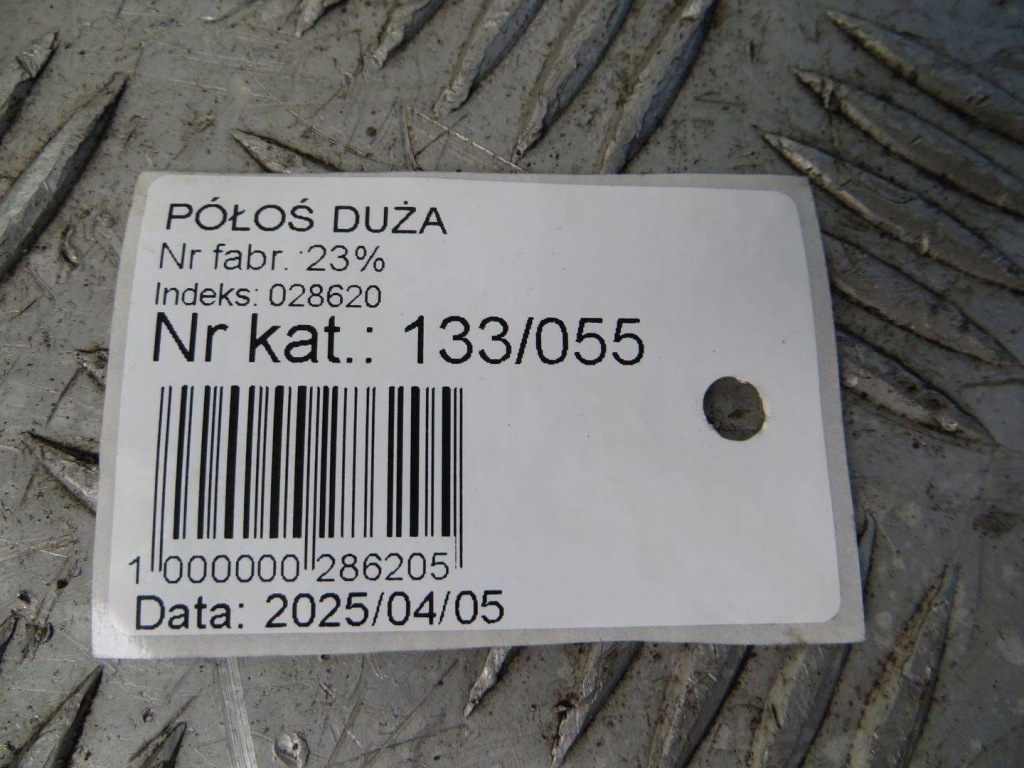 PÓŁOŚ DUŻA
Nr fabr. :23%
Indeks: 028620
Nr kat.: 133/055
1 000000 286205
Data: 2025/04/05